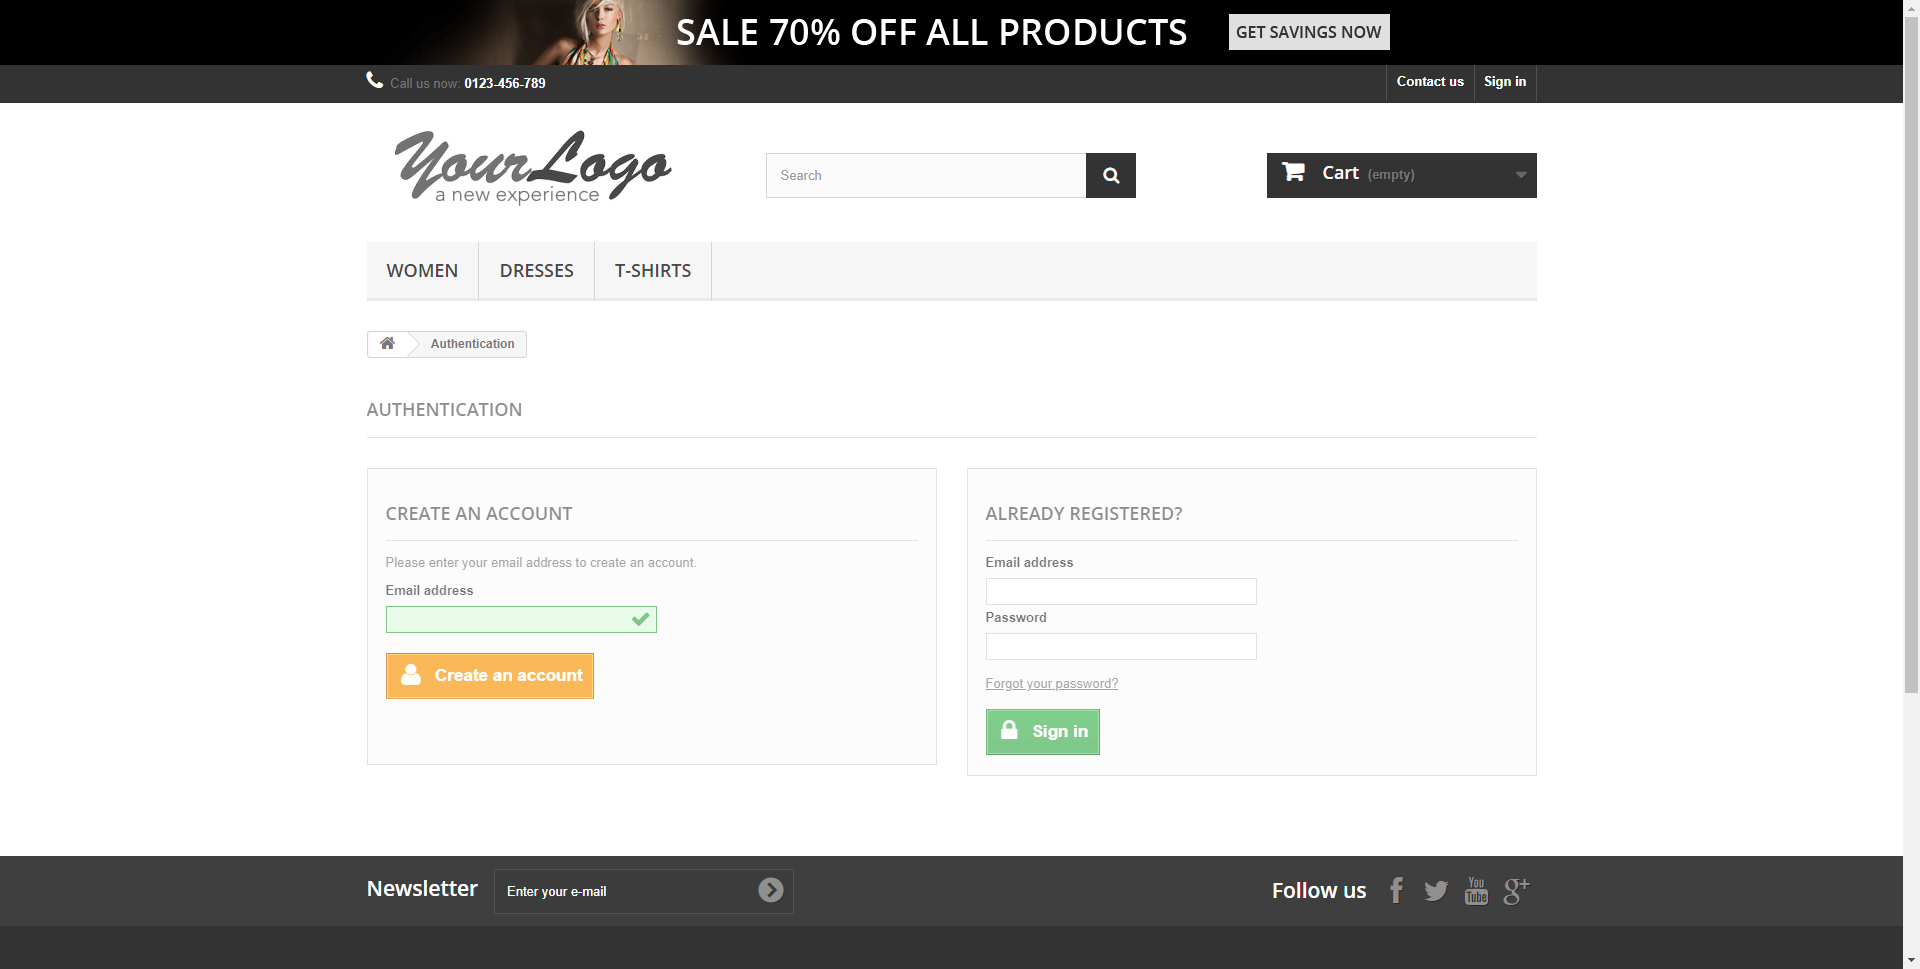 SALE 70% OFF ALL PRODUCTS
GET SAVINGS NOW
Call us now: 0123-456-789
Contact us
Sign in
YourLogo
a new experience
Search
Cart (empty)
WOMEN
DRESSES
T-SHIRTS
Authentication
AUTHENTICATION
CREATE AN ACCOUNT
Please enter your email address to create an account.
Email address
Create an account
ALREADY REGISTERED?
Email address
Password
Forgot your password?
Sign in
Newsletter
Enter your e-mail
Follow us
You
Tube
g+